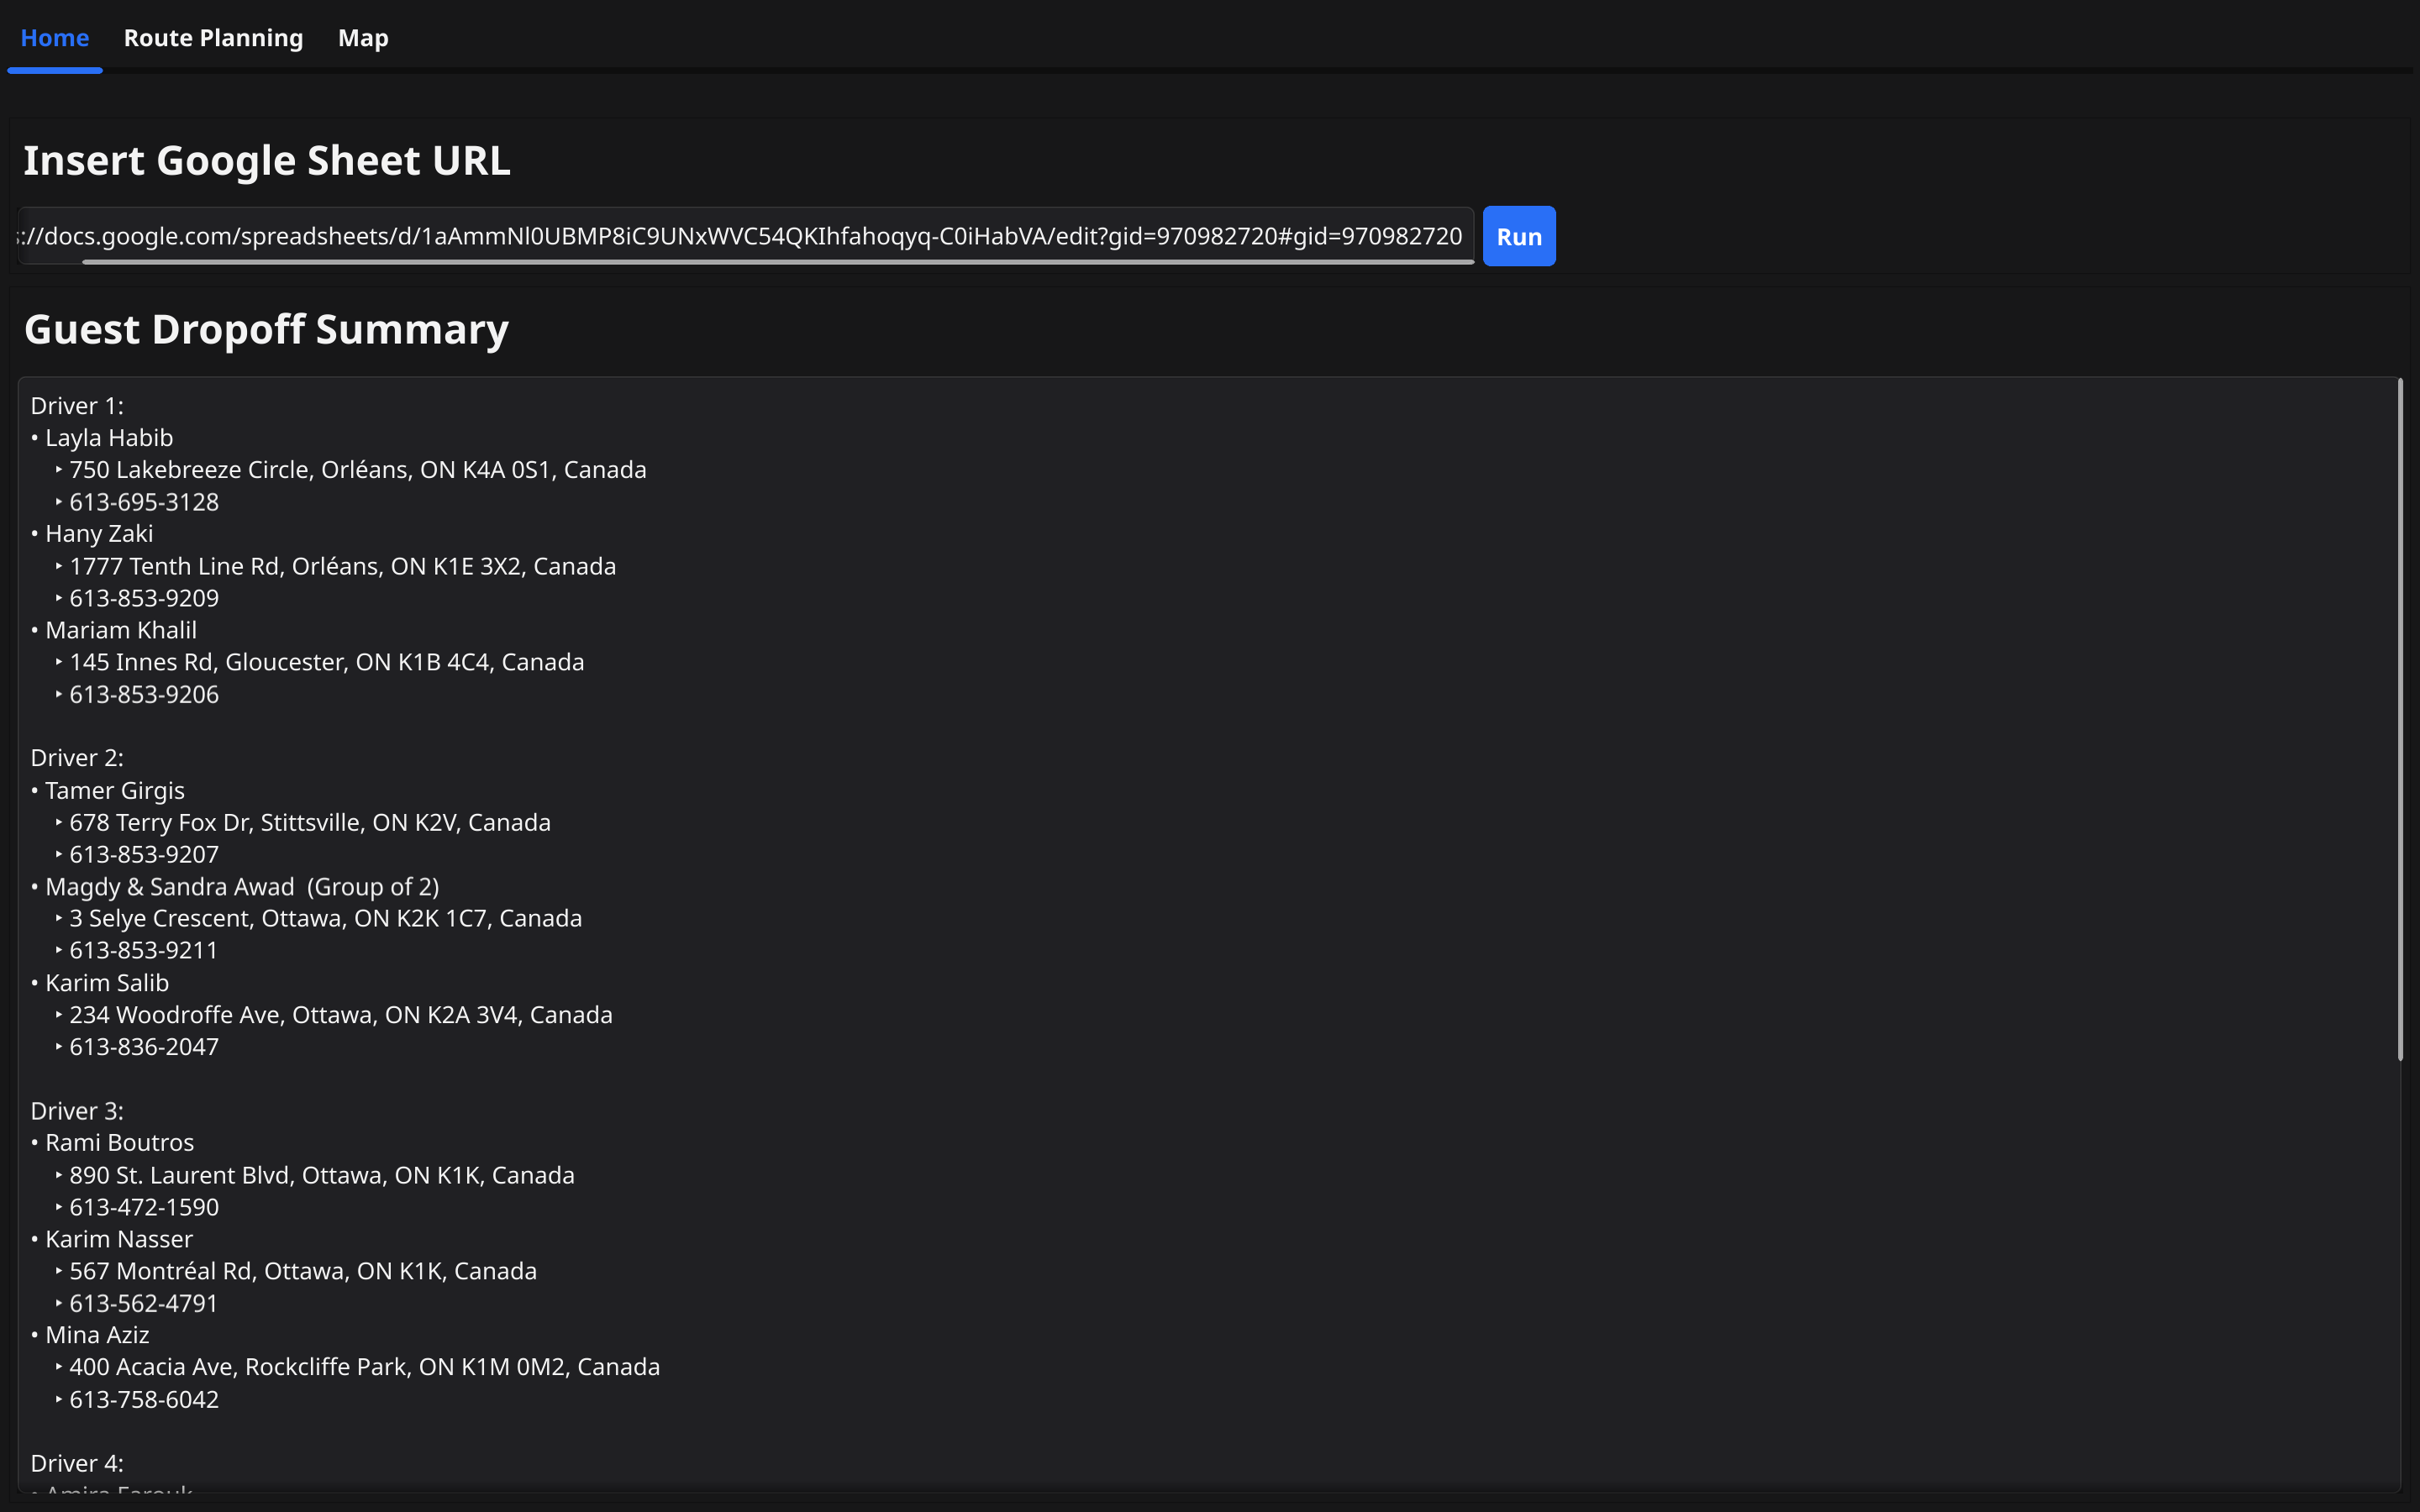 Home Route Planning Map
Insert Google Sheet URL
://docs.google.com/spreadsheets/d/1aAmmNl0UBMP8iC9UNxWVC54QKIhfahoqyq-C0iHabVA/edit?gid=970982720#gid=970982720 Run
Guest Dropoff Summary
Driver 1:
• Layla Habib
‣ 750 Lakebreeze Circle, Orléans, ON K4A 0S1, Canada
‣ 613-695-3128
• Hany Zaki
‣ 1777 Tenth Line Rd, Orléans, ON K1E 3X2, Canada
‣ 613-853-9209
• Mariam Khalil
‣ 145 Innes Rd, Gloucester, ON K1B 4C4, Canada
‣ 613-853-9206
Driver 2:
• Tamer Girgis
‣ 678 Terry Fox Dr, Stittsville, ON K2V, Canada
‣ 613-853-9207
• Magdy & Sandra Awad (Group of 2)
‣ 3 Selye Crescent, Ottawa, ON K2K 1C7, Canada
‣ 613-853-9211
• Karim Salib
‣ 234 Woodroffe Ave, Ottawa, ON K2A 3V4, Canada
‣ 613-836-2047
Driver 3:
• Rami Boutros
‣ 890 St. Laurent Blvd, Ottawa, ON K1K, Canada
‣ 613-472-1590
• Karim Nasser
‣ 567 Montréal Rd, Ottawa, ON K1K, Canada
‣ 613-562-4791
• Mina Aziz
‣ 400 Acacia Ave, Rockcliffe Park, ON K1M 0M2, Canada
‣ 613-758-6042
Driver 4:
• Amira Farouk